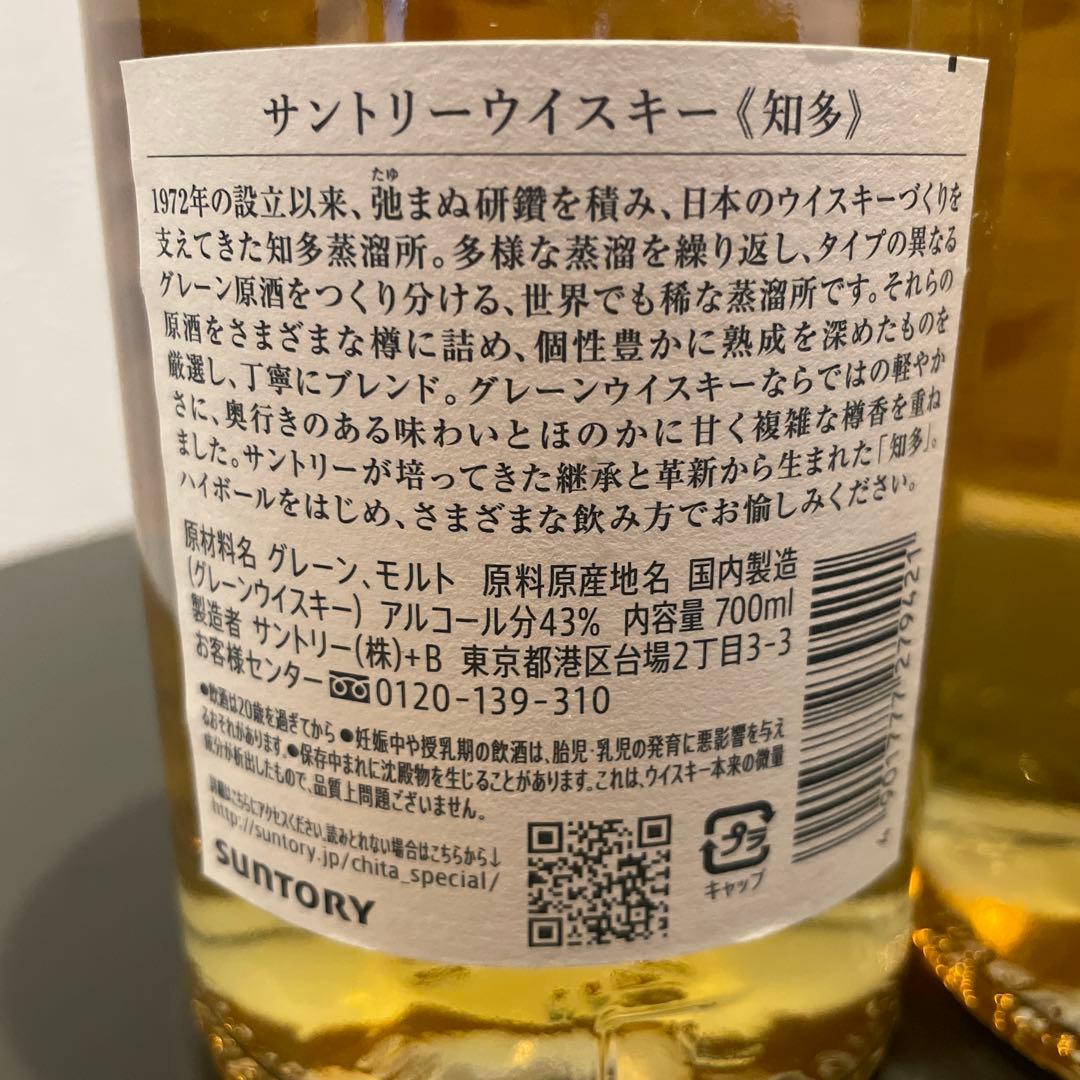 サントリーウイスキー《知多》
たゆ
1972年の設立以来、弛まぬ研鑽を積み、日本のウイスキーづくりを
支えてきた知多蒸溜所。多様な蒸溜を繰り返し、タイプの異なる
グレーン原酒をつくり分ける、世界でも稀な蒸溜所です。それらの
原酒をさまざまな樽に詰め、個性豊かに熟成を深めたものを
厳選し、丁寧にブレンド。グレーンウイスキーならではの軽やか
さに、奥行きのある味わいとほのかに甘く複雑な樽香を重ね
ました。サントリーが培ってきた継承と革新から生まれた「知多」。
ハイボールをはじめ、さまざまな飲み方でお愉しみください。
原材料名 グレーン、モルト 原料原産地名 国内製造
(グレーンウイスキー) アルコール分43% 内容量 700ml
製造者 サントリー(株)+B 東京都港区台場2丁目3-3
お客様センター 0120-139-310
●飲酒は20歳を過ぎてから ●妊娠中や授乳期の飲酒は、胎児・乳児の発育に悪影響を与え
るおそれがあります。●保存中まれに沈殿物を生じることがあります。これは、ウイスキー本来の微量
成分が析出したもので、品質上問題ございません。
詳細はこちらにアクセスください。読みとれない場合はこちらから↓
http://suntory.jp/chita_special/
SUNTORY
プラ
キャップ